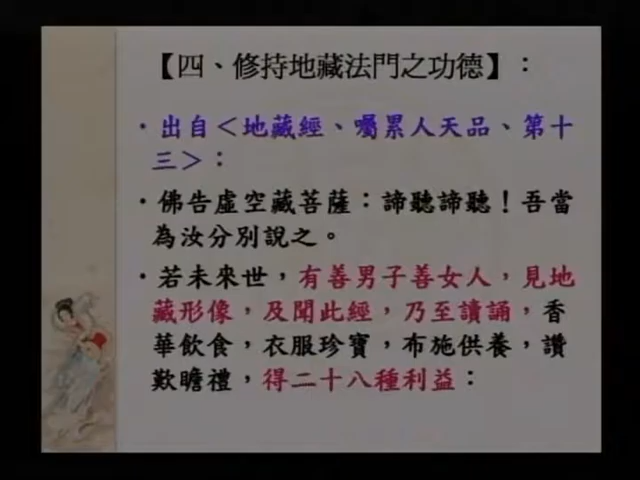 【四、修持地藏法門之功德】：
・出自＜地藏經、囑累人天品、第十
三＞：
・佛告虛空藏菩薩：諦聽諦聽！吾當
為汝分別說之。
・若未來世，有善男子善女人，見地
藏形像，及聞此經，乃至讀誦，香
華飲食，衣服珍寶，布施供養，讚
歎瞻禮，得二十八種利益：